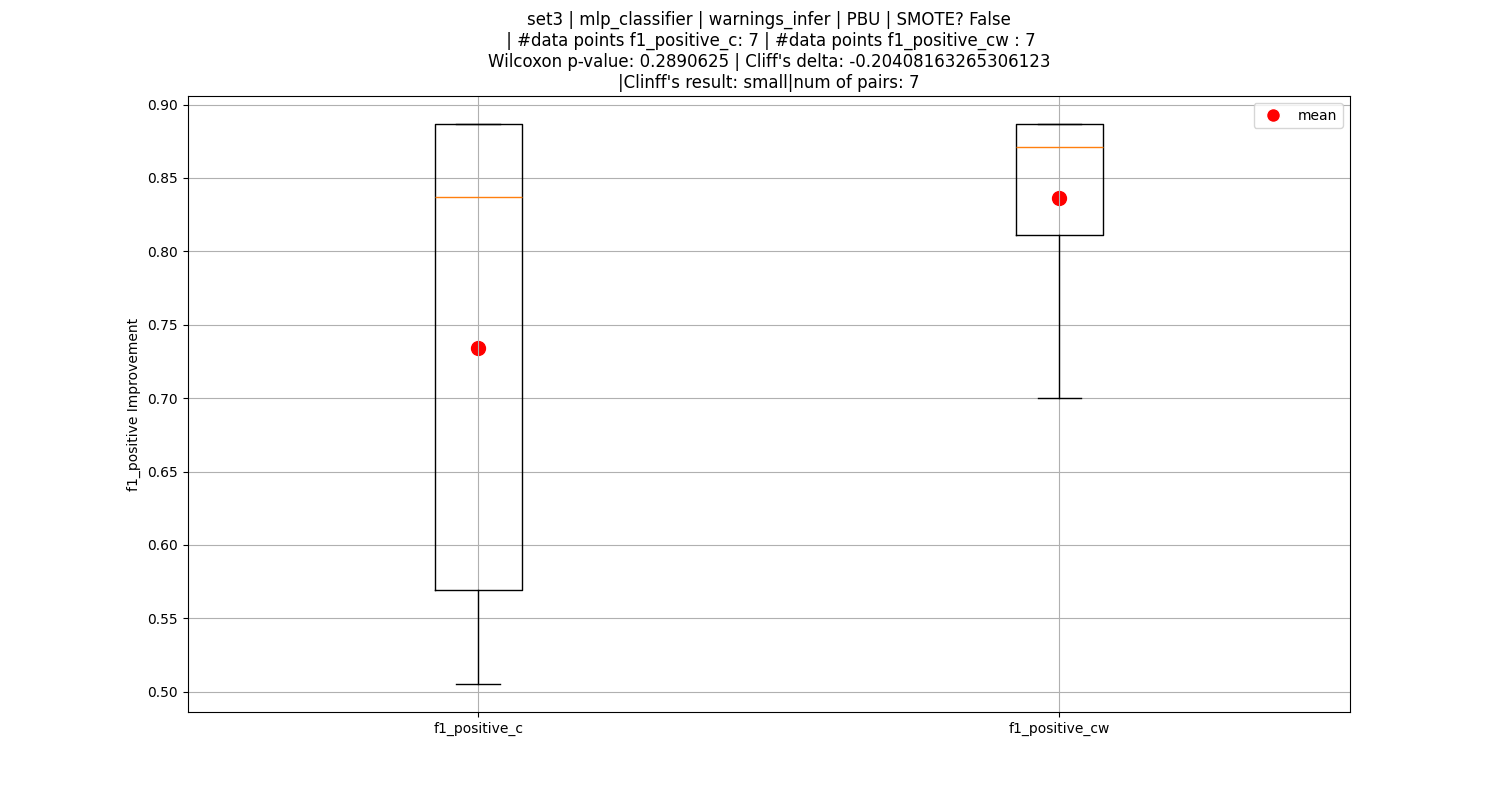 set3 | mlp_classifier | warnings_infer | PBU | SMOTE? False
| #data points f1_positive_c: 7 | #data points f1_positive_cw : 7
Wilcoxon p-value: 0.2890625 | Cliff's delta: -0.20408163265306123
|Clinff's result: small|num of pairs: 7
mean
f1_positive Improvement
0.90
0.85
0.80
0.75
0.70
0.65
0.60
0.55
0.50
f1_positive_c
f1_positive_cw